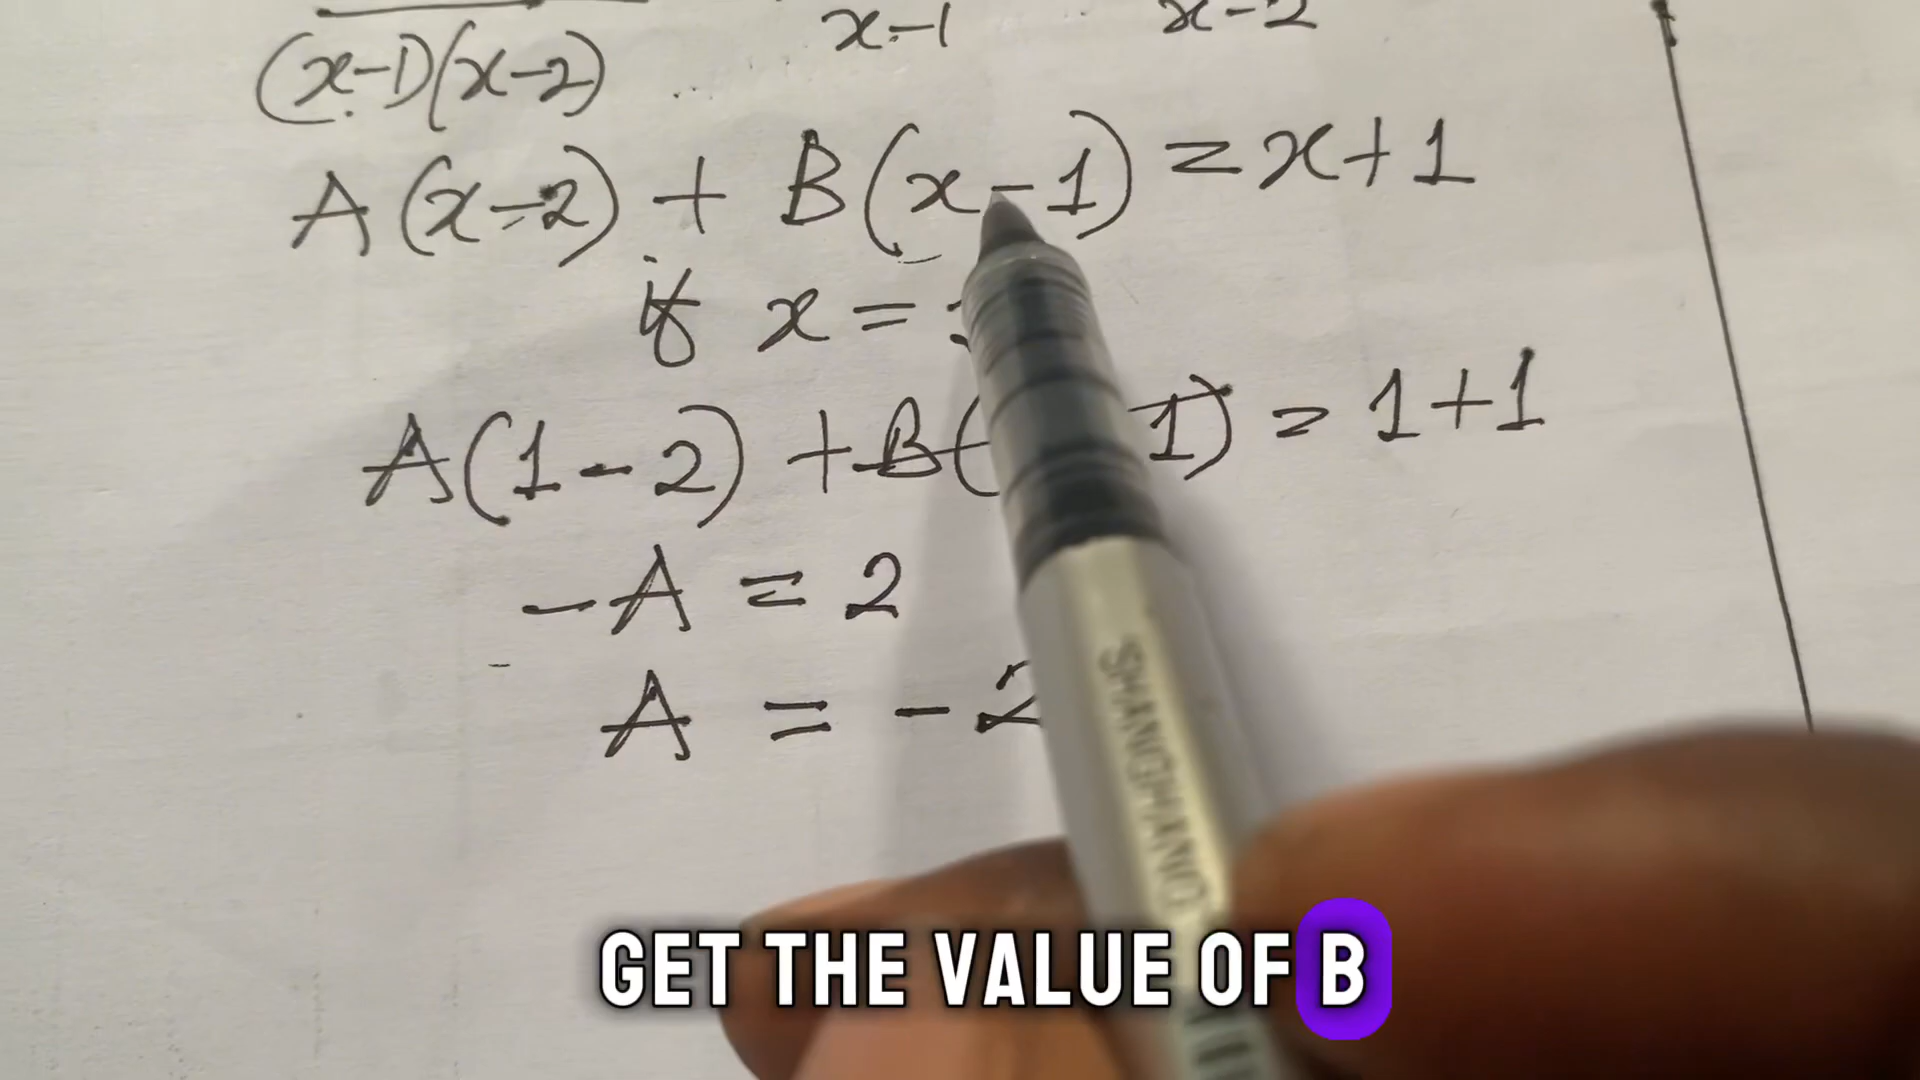 x-1 x-2
(x-1)(x-2)
A(x-2) + B(x-1) = x+1
if x =
A(1-2) + B( 1) = 1+1
-A = 2
A = -2
SHANGHAI
GET THE VALUE OF B